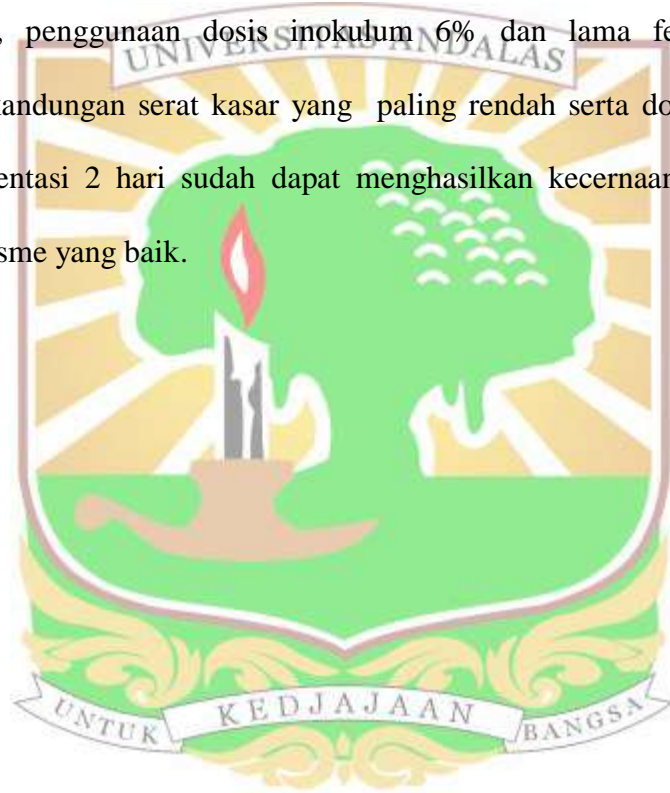 , penggunaan dosis inokulum 6% dan lama fe
UNIVERSITAS ANDALAS
kandungan serat kasar yang paling rendah serta do
entasi 2 hari sudah dapat menghasilkan kecernaan
sme yang baik.
UNTUK KEDJAJAAN BANGSA